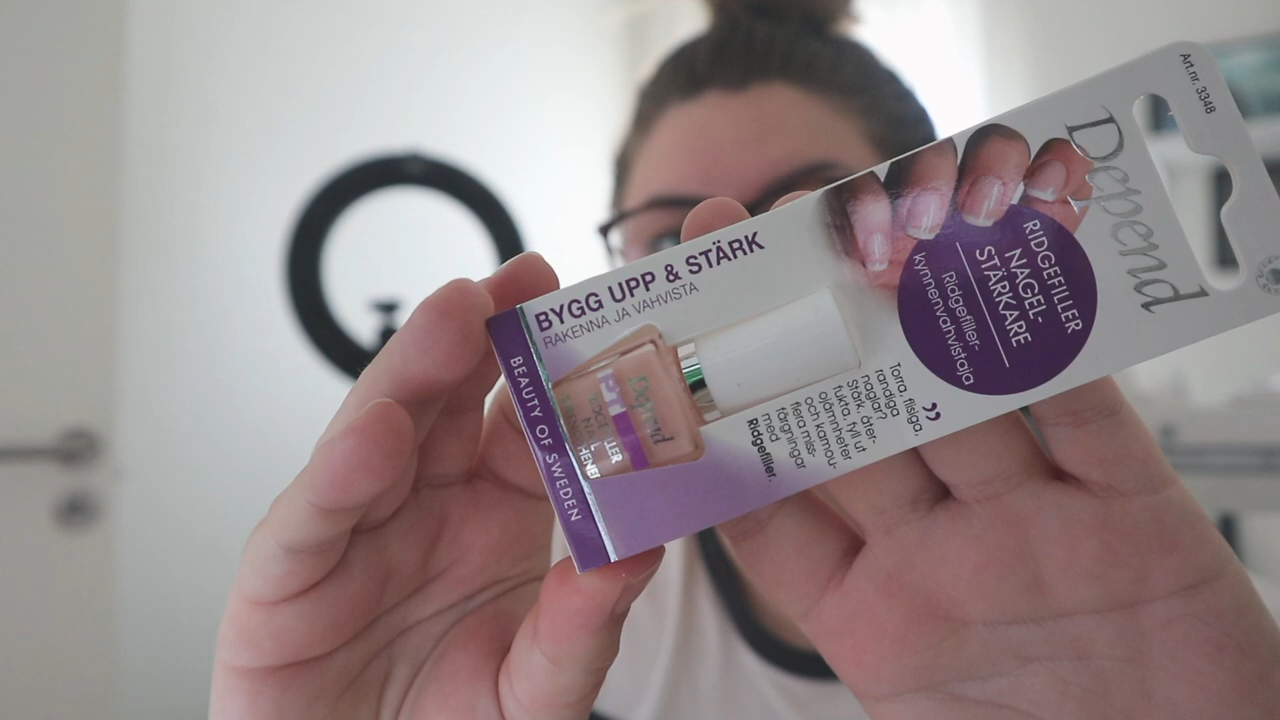 Art.nr. 3348
Depend
RIDGEFILLER
NAGEL-
STÄRKARE
Ridgefiller-
kynnenvahvistaja
BYGG UPP & STÄRK
RAKENNA JA VAHVISTA
Torra, flisiga,
randiga
naglar?
Stärk, åter-
fukta, fyll ut
ojämnheter
och kamou-
flera miss-
färgningar
med
Ridgefiller.
Depend
BEAUTY OF SWEDEN